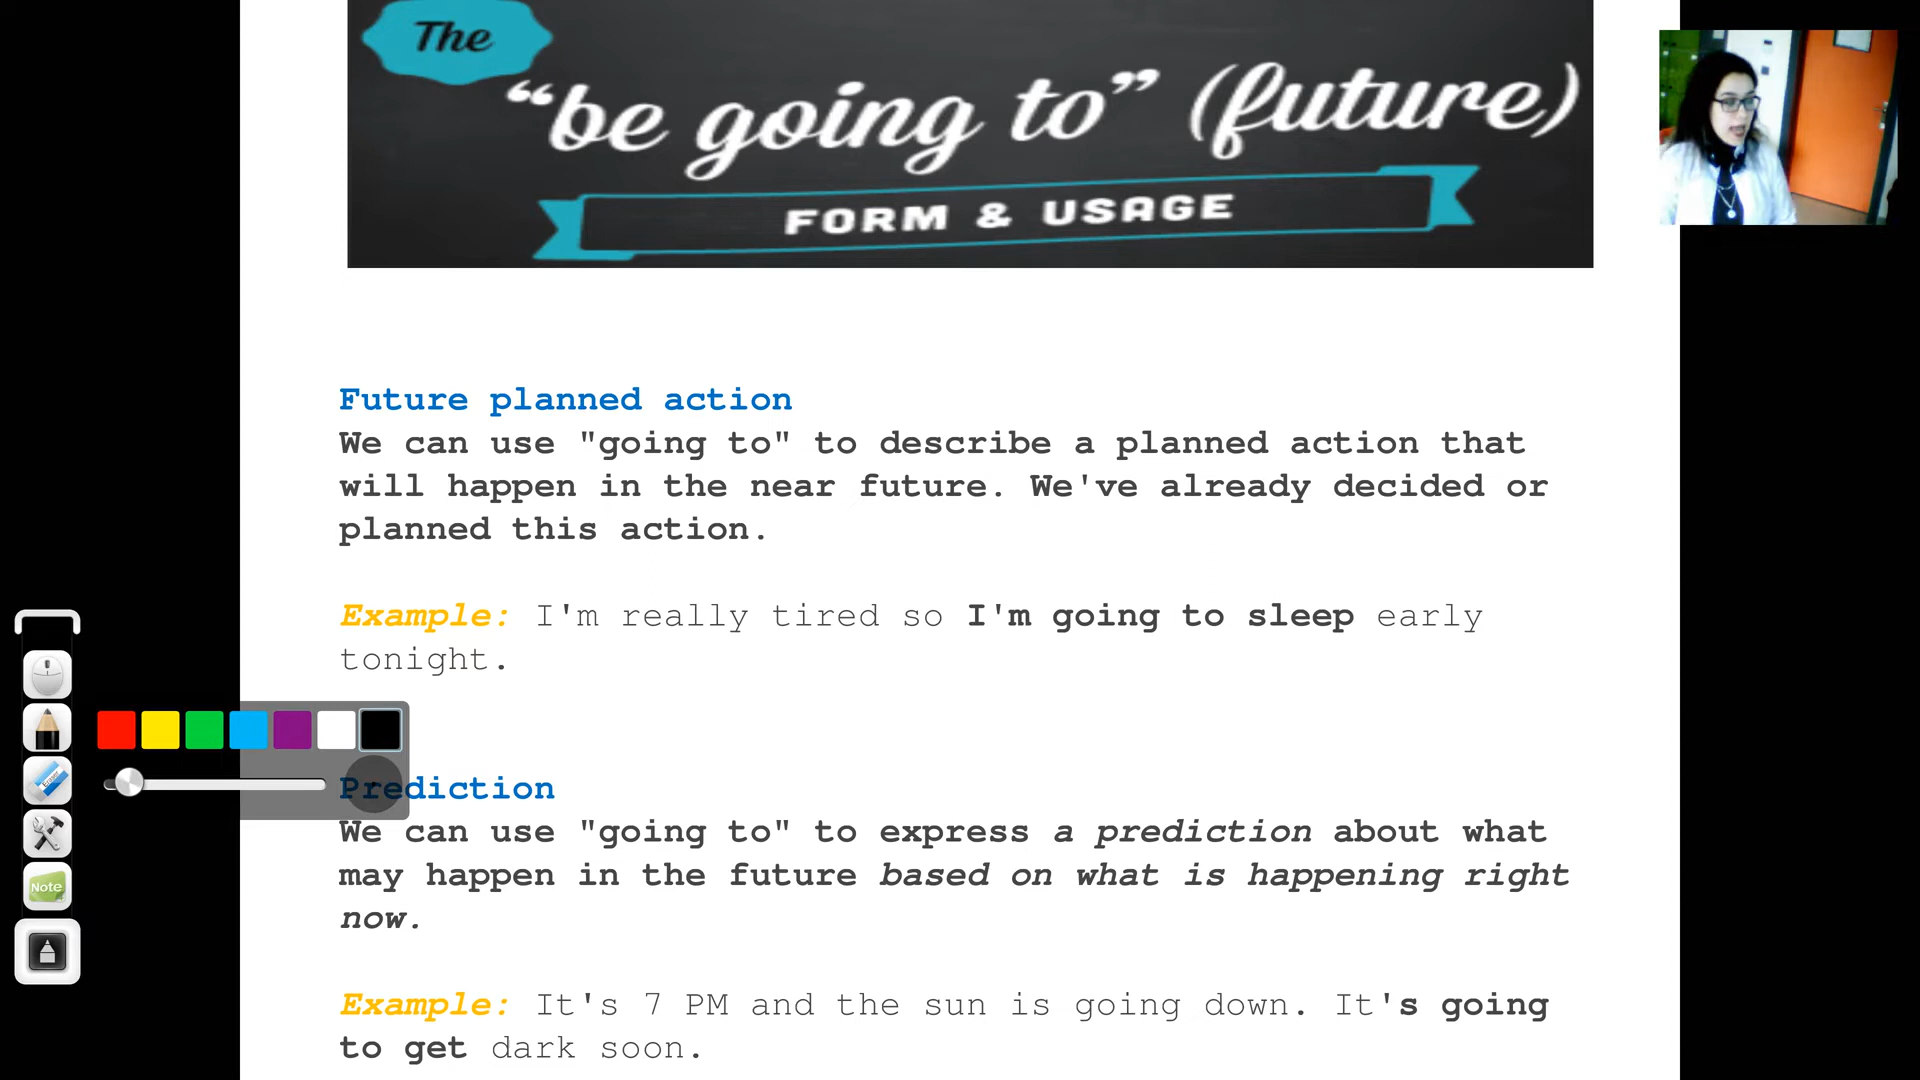 The
“be going to” (future)
FORM & USAGE
Future planned action
We can use "going to" to describe a planned action that
will happen in the near future. We've already decided or
planned this action.
Example: I'm really tired so I'm going to sleep early
tonight.
Prediction
We can use "going to" to express a prediction about what
may happen in the future based on what is happening right
now.
Note
Example: It's 7 PM and the sun is going down. It's going
to get dark soon.